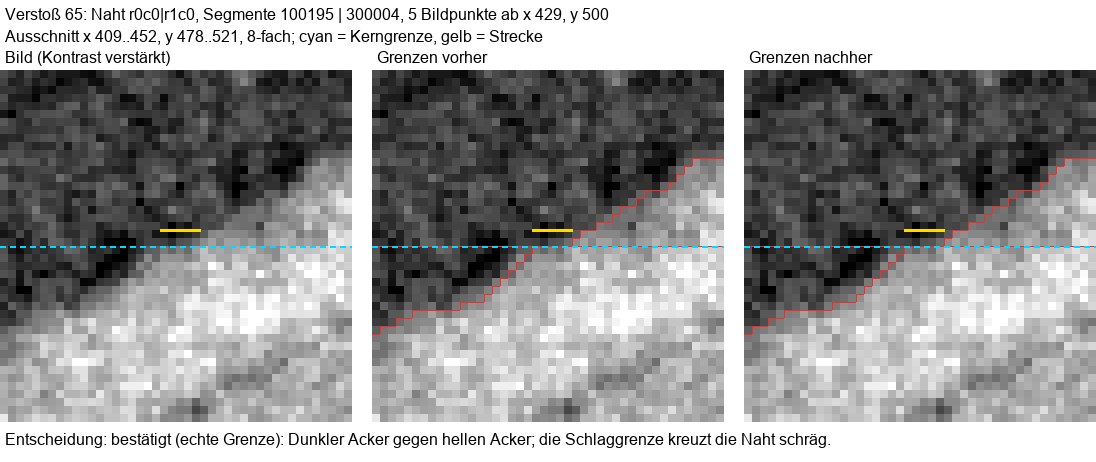 Verstoß 65: Naht r0c0|r1c0, Segmente 100195 | 300004, 5 Bildpunkte ab x 429, y 500
Ausschnitt x 409..452, y 478..521, 8-fach; cyan = Kerngrenze, gelb = Strecke
Bild (Kontrast verstärkt) Grenzen vorher Grenzen nachher
Entscheidung: bestätigt (echte Grenze): Dunkler Acker gegen hellen Acker; die Schlaggrenze kreuzt die Naht schräg.